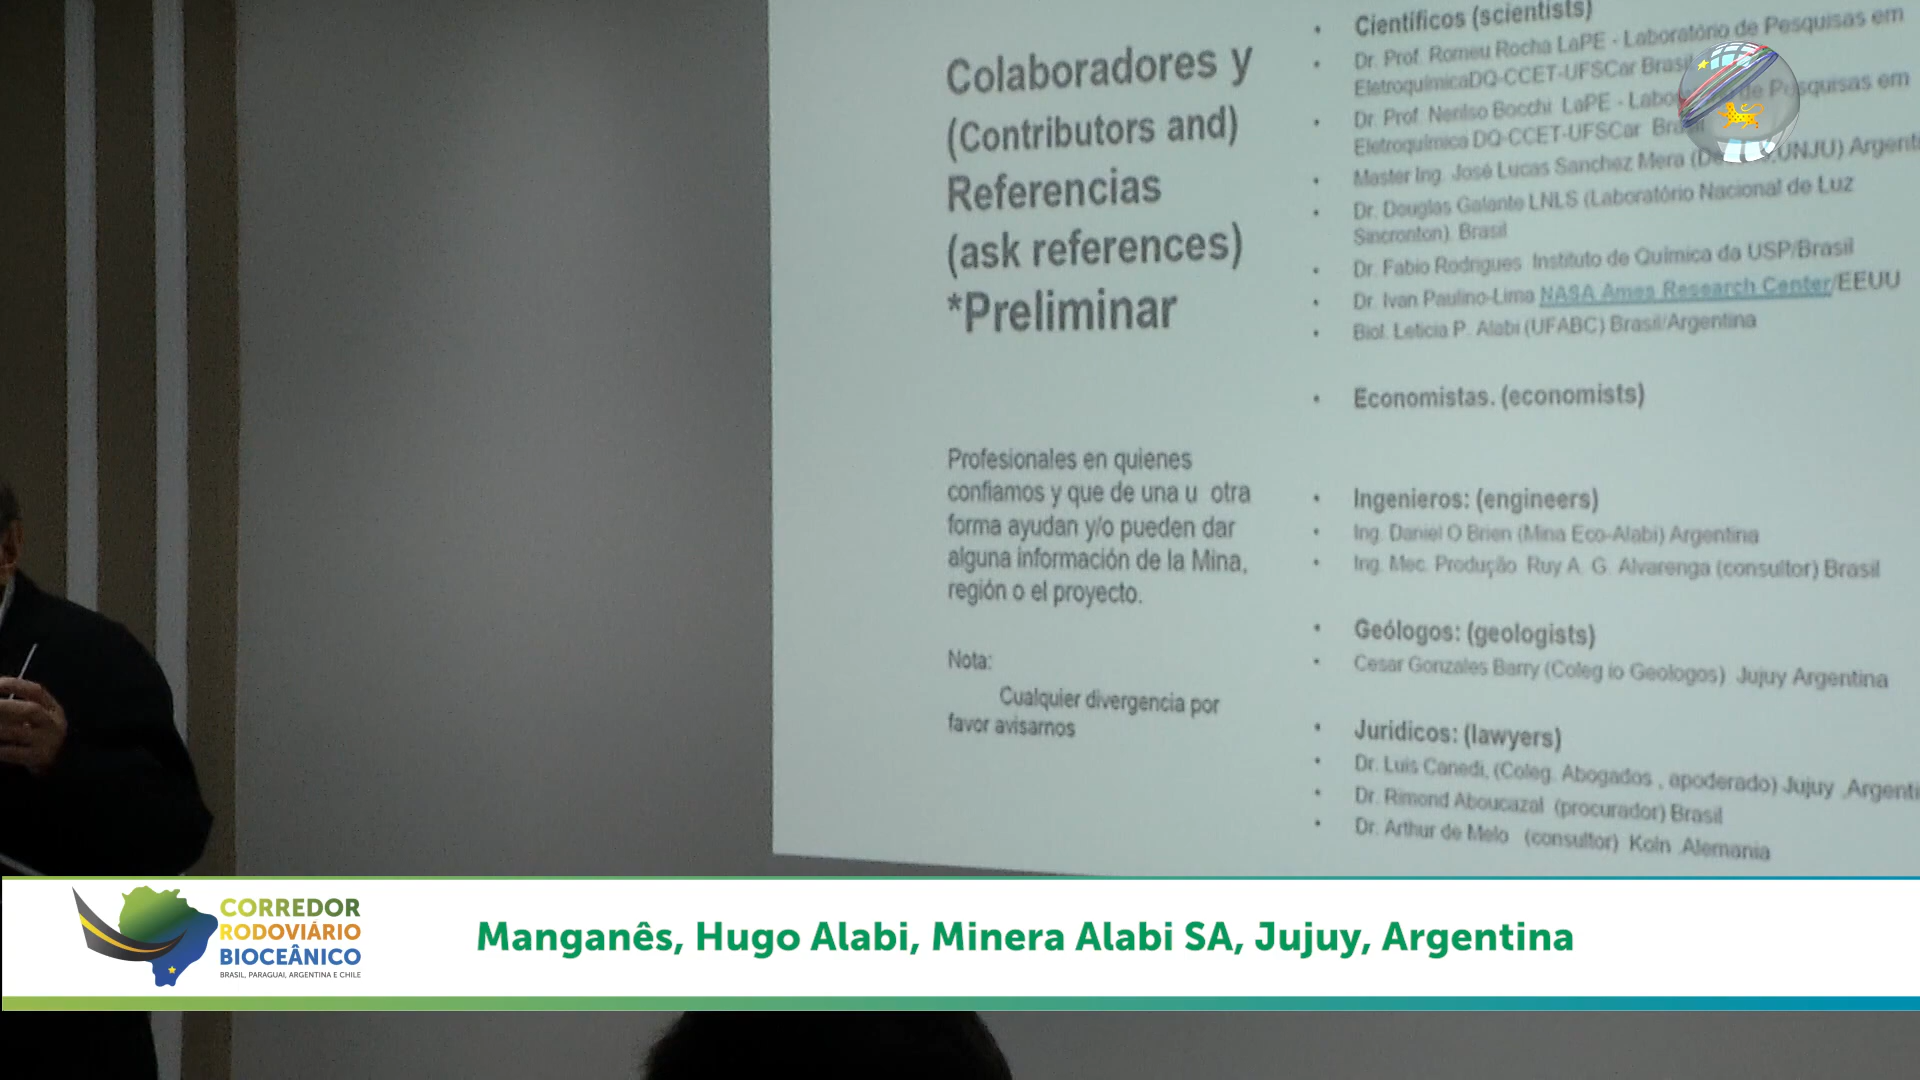 Colaboradores y
(Contributors and)
Referencias
(ask references)
*Preliminar
Profesionales en quienes
confiamos y que de una u otra
forma ayudan y/o pueden dar
alguna información de la Mina,
región o el proyecto.
Nota:
Cualquier divergencia por
favor avisarnos
• Científicos (scientists)
• Dr. Prof. Romeu Rocha LaPE - Laboratório de Pesquisas em
EletroquímicaDQ-CCET-UFSCar Brasil
• Dr. Prof. Nerilso Bocchi LaPE - de Pesquisas em
Eletroquímica DQ-CCET-UFSCar
• Master Ing. José Lucas Sanchez Mera UNJU)
• Dr. Douglas Galante LNLS (Laboratório Nacional de Luz
Sincronton). Brasil
• Dr. Fabio Rodrigues Instituto de Química da USP/Brasil
• Dr. Ivan Paulino-Lima NASA Ames Research Center/EEUU
• Biol. Leticia P. Alabi (UFABC) Brasil/Argentina
• Economistas. (economists)
• Ingenieros: (engineers)
• Ing. Daniel O Brien (Mina Eco-Alabi) Argentina
• Ing. Mec. Produção Ruy A. G. Alvarenga (consultor) Brasil
• Geólogos: (geologists)
• Cesar Gonzales Barry (Coleg io Geologos) Jujuy Argentina
• Juridicos: (lawyers)
• Dr. Luis Canedi, (Coleg. Abogados , apoderado) Jujuy ,Argenti
• Dr. Rimond Aboucazal (procurador) Brasil
• Dr. Arthur de Melo (consultor) Koln .Alemania
CORREDOR
RODOVIÁRIO
BIOCEÂNICO
BRASIL, PARAGUAI, ARGENTINA E CHILE
Manganês, Hugo Alabi, Minera Alabi SA, Jujuy, Argentina